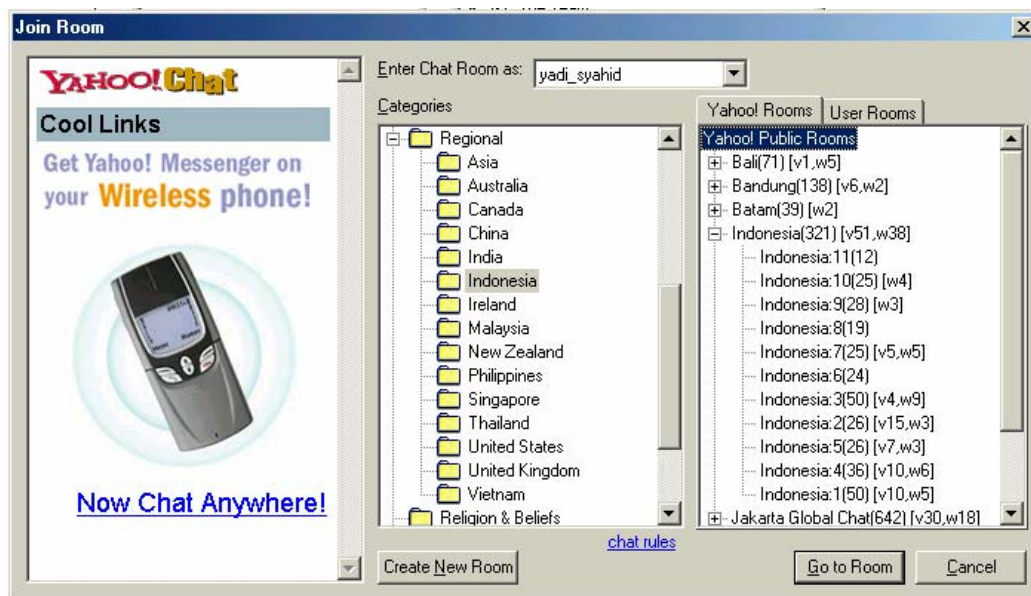 Join Room
YAHOO! Chat
Cool Links
Get Yahoo! Messenger on
your Wireless phone!
Now Chat Anywhere!
Enter Chat Room as:
yadi_syahid
Categories
Regional
Asia
Australia
Canada
China
India
Indonesia
Ireland
Malaysia
New Zealand
Philippines
Singapore
Thailand
United States
United Kingdom
Vietnam
Religion & Beliefs
chat rules
Create New Room
Yahoo! Rooms
User Rooms
Yahoo! Public Rooms
Bali(71) [v1,w5]
Bandung(138) [v6,w2]
Batam(39) [w2]
Indonesia(321) [v51,w38]
Indonesia:11(12)
Indonesia:10(25) [w4]
Indonesia:9(28) [w3]
Indonesia:8(19)
Indonesia:7(25) [v5,w5]
Indonesia:6(24)
Indonesia:3(50) [v4,w9]
Indonesia:2(26) [v15,w3]
Indonesia:5(26) [v7,w3]
Indonesia:4(36) [v10,w6]
Indonesia:1(50) [v10,w5]
Jakarta Global Chat(642) [v30,w18]
Go to Room
Cancel